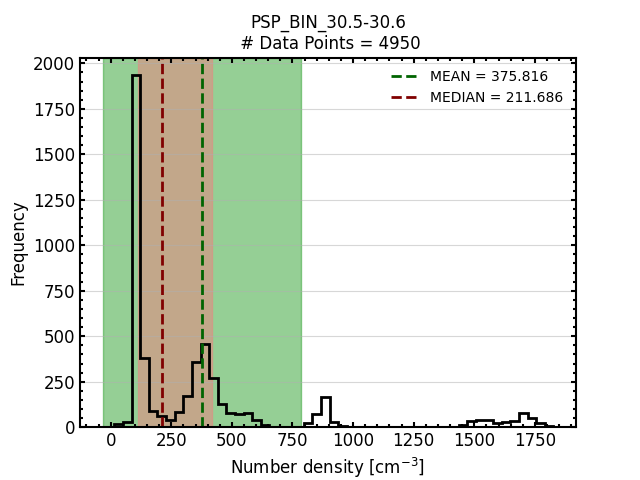 PSP_BIN_30.5-30.6
# Data Points = 4950
MEAN = 375.816
MEDIAN = 211.686
Frequency
2000
1750
1500
1250
1000
750
500
250
0
0 250 500 750 1000 1250 1500 1750
Number density [cm⁻³]